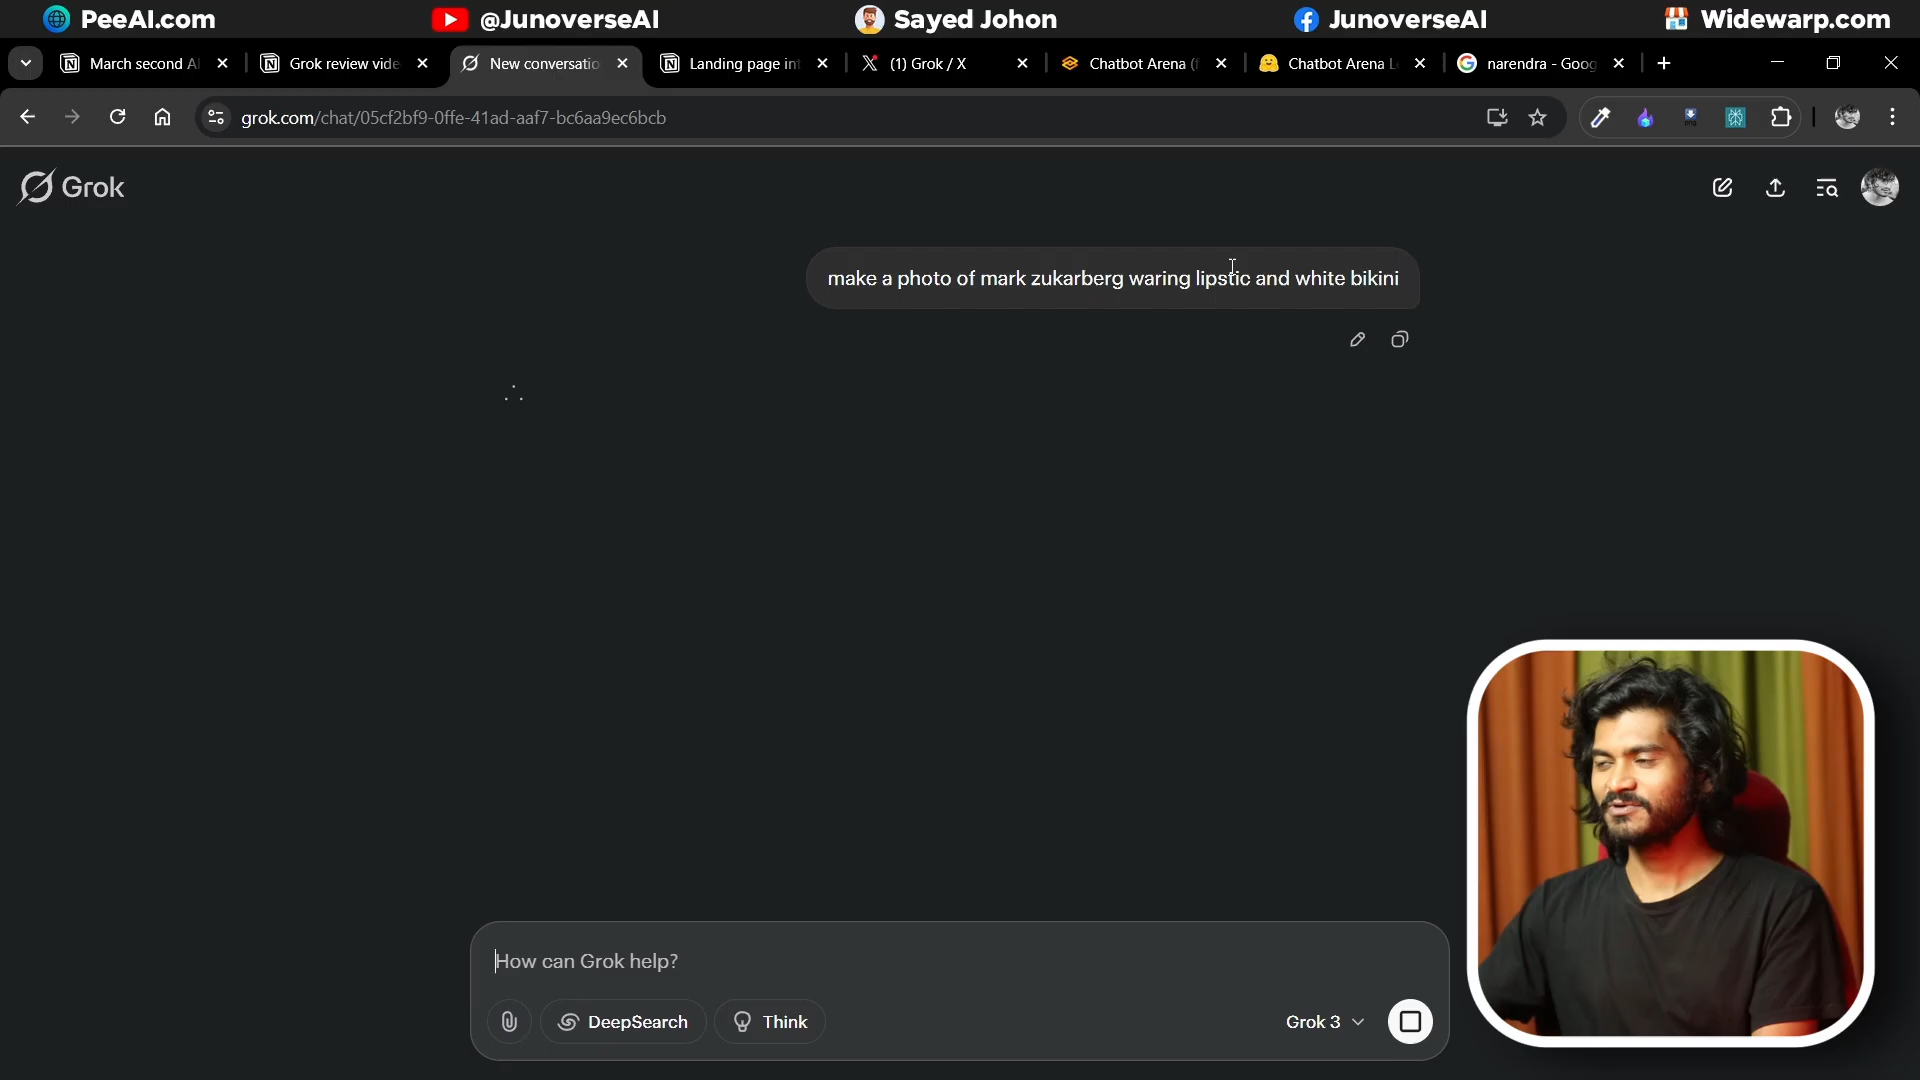 PeeAI.com
@JunoverseAI
Sayed Johon
JunoverseAI
Widewarp.com
March second A
Grok review vide
New conversatio
Landing page in
(1) Grok / X
Chatbot Arena (f
Chatbot Arena L
narendra - Goog
grok.com/chat/05cf2bf9-0ffe-41ad-aaf7-bc6aa9ec6bcb
Grok
make a photo of mark zukarberg waring lipstic and white bikini
How can Grok help?
DeepSearch
Think
Grok 3